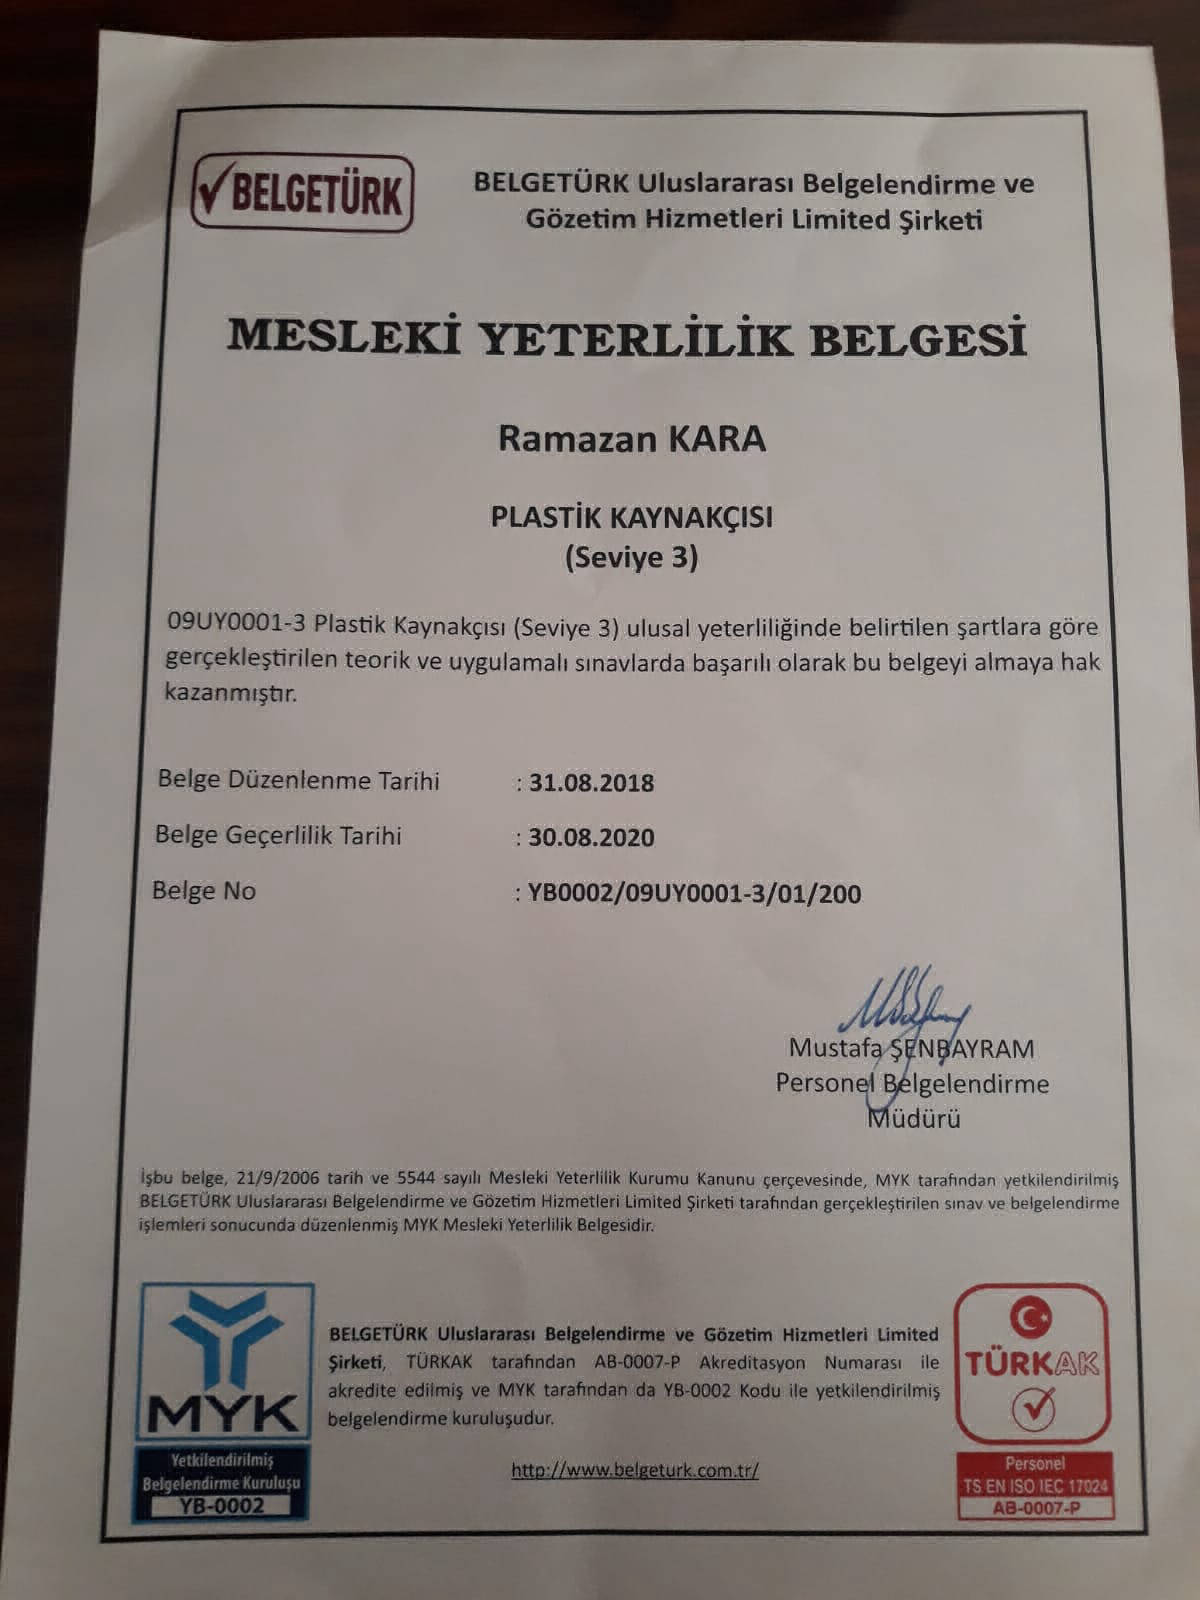 BELGETÜRK
BELGETÜRK Uluslararası Belgelendirme ve
Gözetim Hizmetleri Limited Şirketi
MESLEKİ YETERLİLİK BELGESİ
Ramazan KARA
PLASTİK KAYNAKÇISI
(Seviye 3)
09UY0001-3 Plastik Kaynakçısı (Seviye 3) ulusal yeterliliğinde belirtilen şartlara göre
gerçekleştirilen teorik ve uygulamalı sınavlarda başarılı olarak bu belgeyi almaya hak
kazanmıştır.
Belge Düzenlenme Tarihi : 31.08.2018
Belge Geçerlilik Tarihi : 30.08.2020
Belge No : YB0002/09UY0001-3/01/200
Mustafa ŞENBAYRAM
Personel Belgelendirme
Müdürü
İşbu belge, 21/9/2006 tarih ve 5544 sayılı Mesleki Yeterlilik Kurumu Kanunu çerçevesinde, MYK tarafından yetkilendirilmiş
BELGETÜRK Uluslararası Belgelendirme ve Gözetim Hizmetleri Limited Şirketi tarafından gerçekleştirilen sınav ve belgelendirme
işlemleri sonucunda düzenlenmiş MYK Mesleki Yeterlilik Belgesidir.
MYK
Yetkilendirilmiş
Belgelendirme Kuruluşu
YB-0002
BELGETÜRK Uluslararası Belgelendirme ve Gözetim Hizmetleri Limited
Şirketi, TÜRKAK tarafından AB-0007-P Akreditasyon Numarası ile
akredite edilmiş ve MYK tarafından da YB-0002 Kodu ile yetkilendirilmiş
belgelendirme kuruluşudur.
http://www.belgeturk.com.tr/
TÜRKAK
Personel
TS EN ISO IEC 17024
AB-0007-P